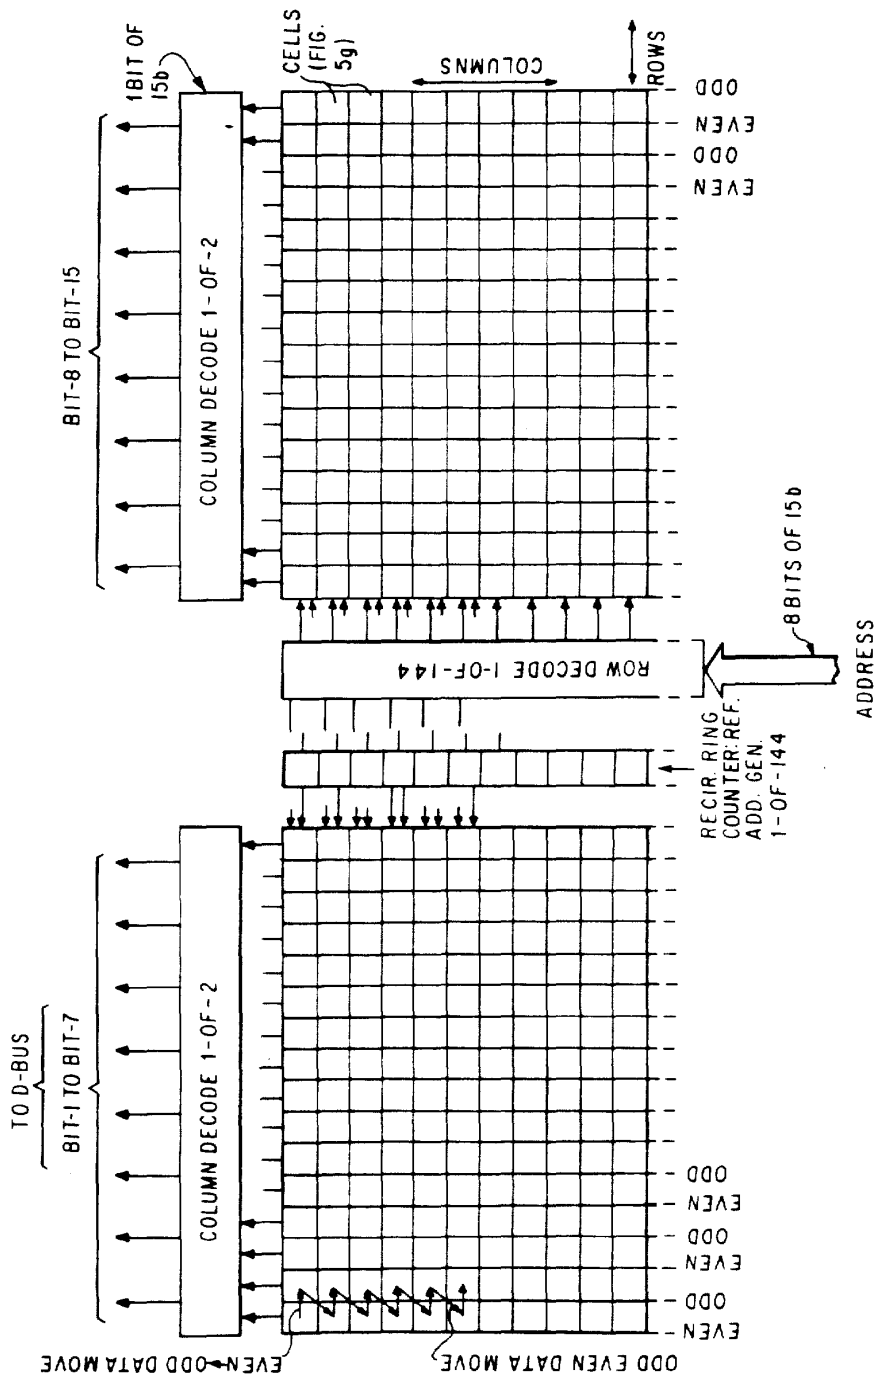 TO D-BUS
BIT-1 TO BIT-7
BIT-8 TO BIT-15
1 BIT OF
15b
COLUMN DECODE 1-OF-2
COLUMN DECODE 1-OF-2
CELLS
(FIG.
5g)
COLUMNS
ROWS
EVEN ODD DATA MOVE
ODD EVEN DATA MOVE
ROW DECODE 1-OF-144
EVEN
ODD
EVEN
ODD
EVEN
ODD
EVEN
ODD
EVEN
ODD
RECIR. RING
COUNTER: REF.
ADD. GEN.
1-OF-144
8 BITS OF 15b
ADDRESS